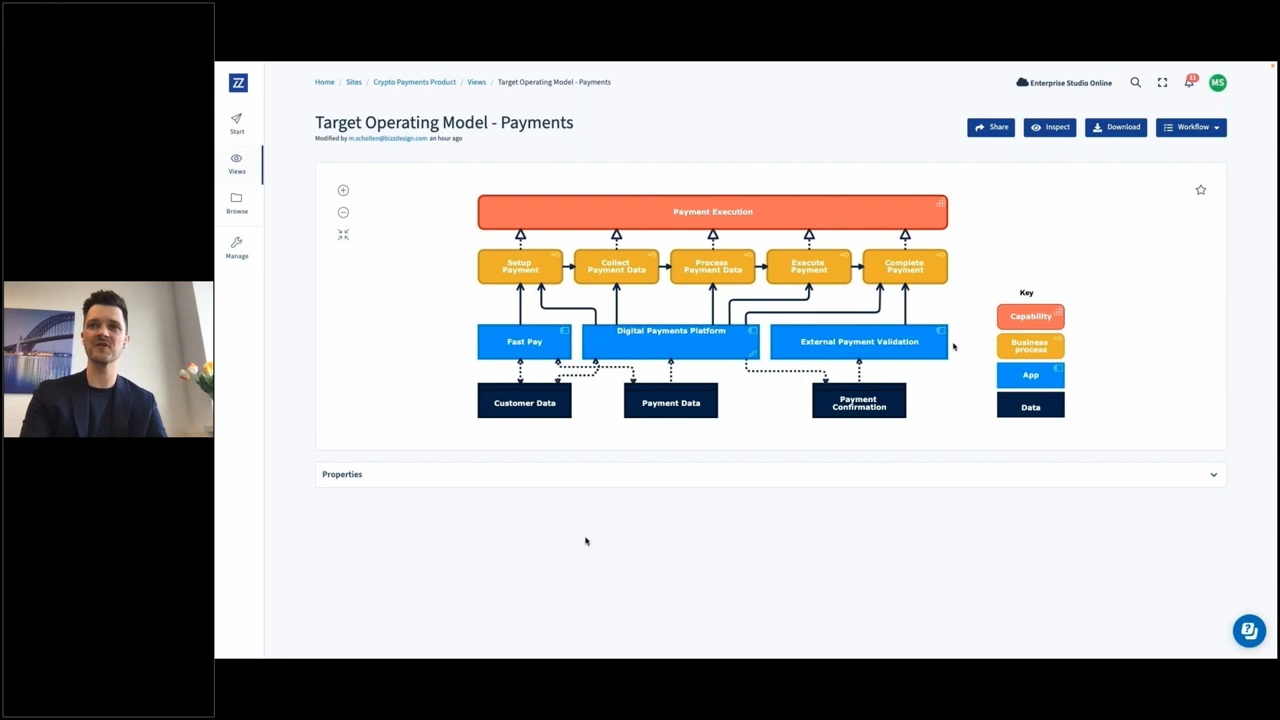 ZZ
Home / Sites / Crypto Payments Product / Views / Target Operating Model - Payments
Enterprise Studio Online
11
MS
Start
Views
Browse
Manage
Target Operating Model - Payments
Modified by m.scholten@bizzdesign.com an hour ago
Share
Inspect
Download
Workflow
Payment Execution
Setup
Payment
Collect
Payment Data
Process
Payment Data
Execute
Payment
Complete
Payment
Fast Pay
Digital Payments Platform
External Payment Validation
Customer Data
Payment Data
Payment
Confirmation
Key
Capability
Business
process
App
Data
Properties